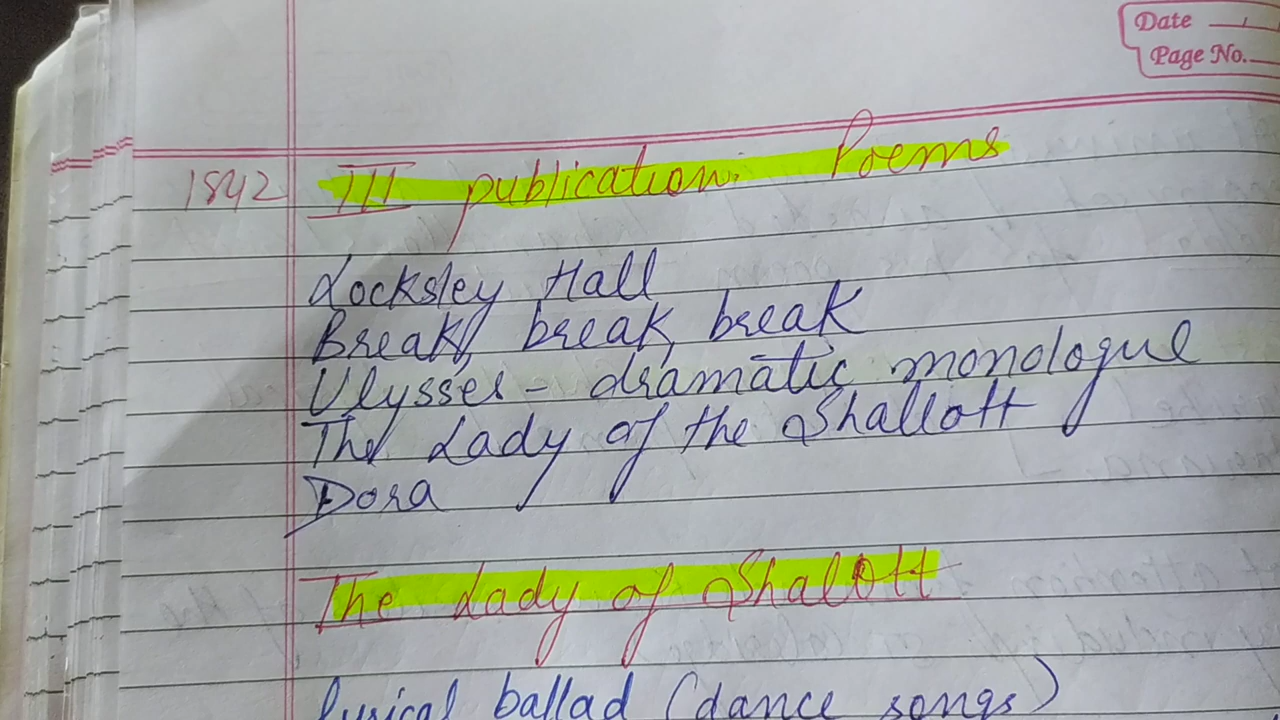 Date
Page No.
1842 III publication: Poems
Locksley Hall
Break, break, break
Ulysses - dramatic monologue
The Lady of the Shallott
Dora
The Lady of Shalott
lyrical ballad (dance songs)